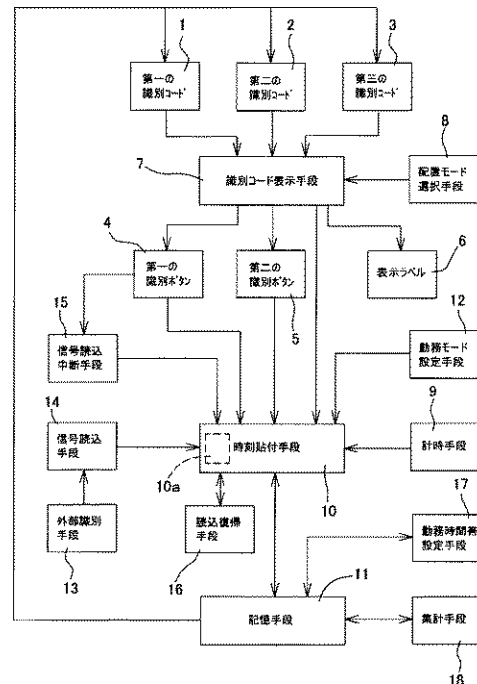 1
2
3
第一の
識別コード
第二の
識別コード
第三の
識別コード
8
7
識別コード表示手段
配置モード
選択手段
4
第一の
識別ボタン
第二の
識別ボタン
5
表示ラベル
6
15
信号読込
中断手段
12
勤務モード
設定手段
14
信号読込
手段
時刻貼付手段
10a
10
9
計時手段
外部識別
手段
13
読込復帰
手段
16
17
勤務時間帯
設定手段
11
記憶手段
集計手段
18